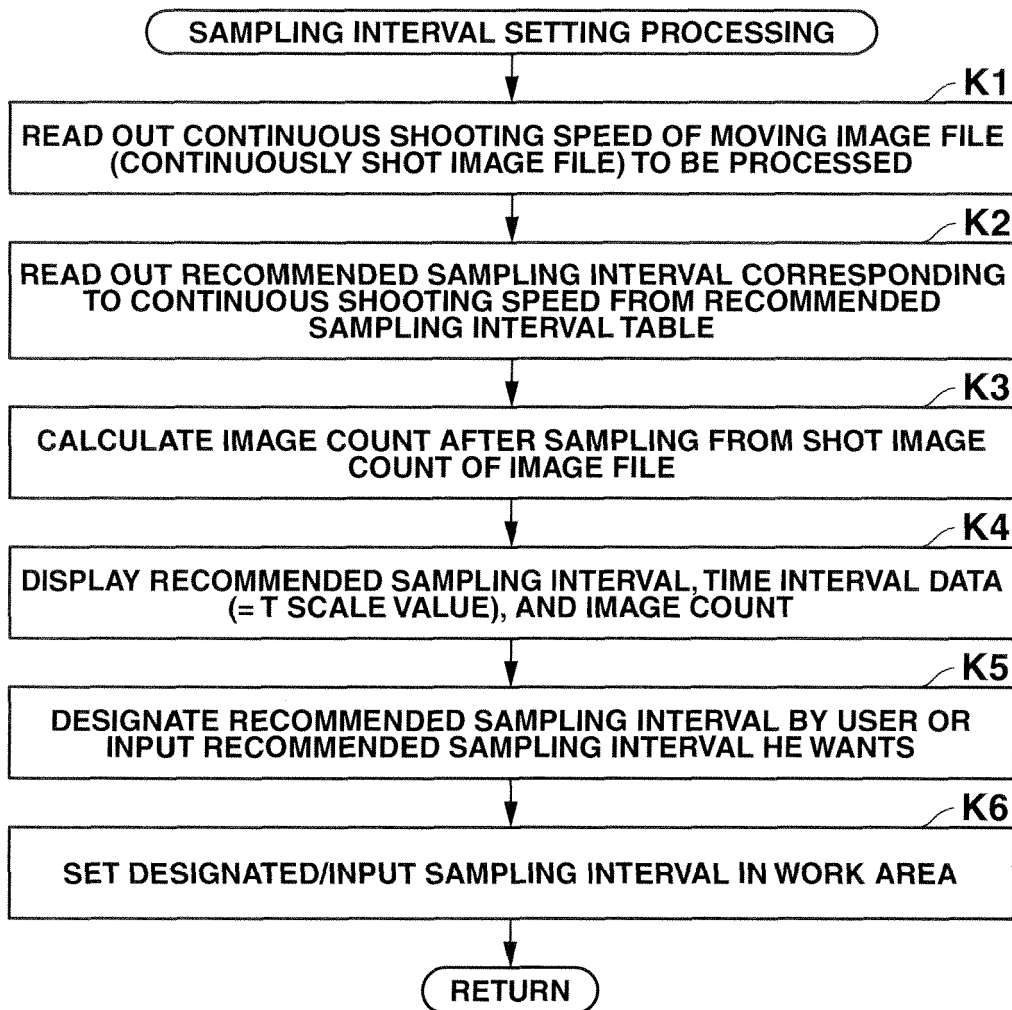 SAMPLING INTERVAL SETTING PROCESSING
K1
READ OUT CONTINUOUS SHOOTING SPEED OF MOVING IMAGE FILE
(CONTINUOUSLY SHOT IMAGE FILE) TO BE PROCESSED
K2
READ OUT RECOMMENDED SAMPLING INTERVAL CORRESPONDING
TO CONTINUOUS SHOOTING SPEED FROM RECOMMENDED
SAMPLING INTERVAL TABLE
K3
CALCULATE IMAGE COUNT AFTER SAMPLING FROM SHOT IMAGE
COUNT OF IMAGE FILE
K4
DISPLAY RECOMMENDED SAMPLING INTERVAL, TIME INTERVAL DATA
(= T SCALE VALUE), AND IMAGE COUNT
K5
DESIGNATE RECOMMENDED SAMPLING INTERVAL BY USER OR
INPUT RECOMMENDED SAMPLING INTERVAL HE WANTS
K6
SET DESIGNATED/INPUT SAMPLING INTERVAL IN WORK AREA
RETURN